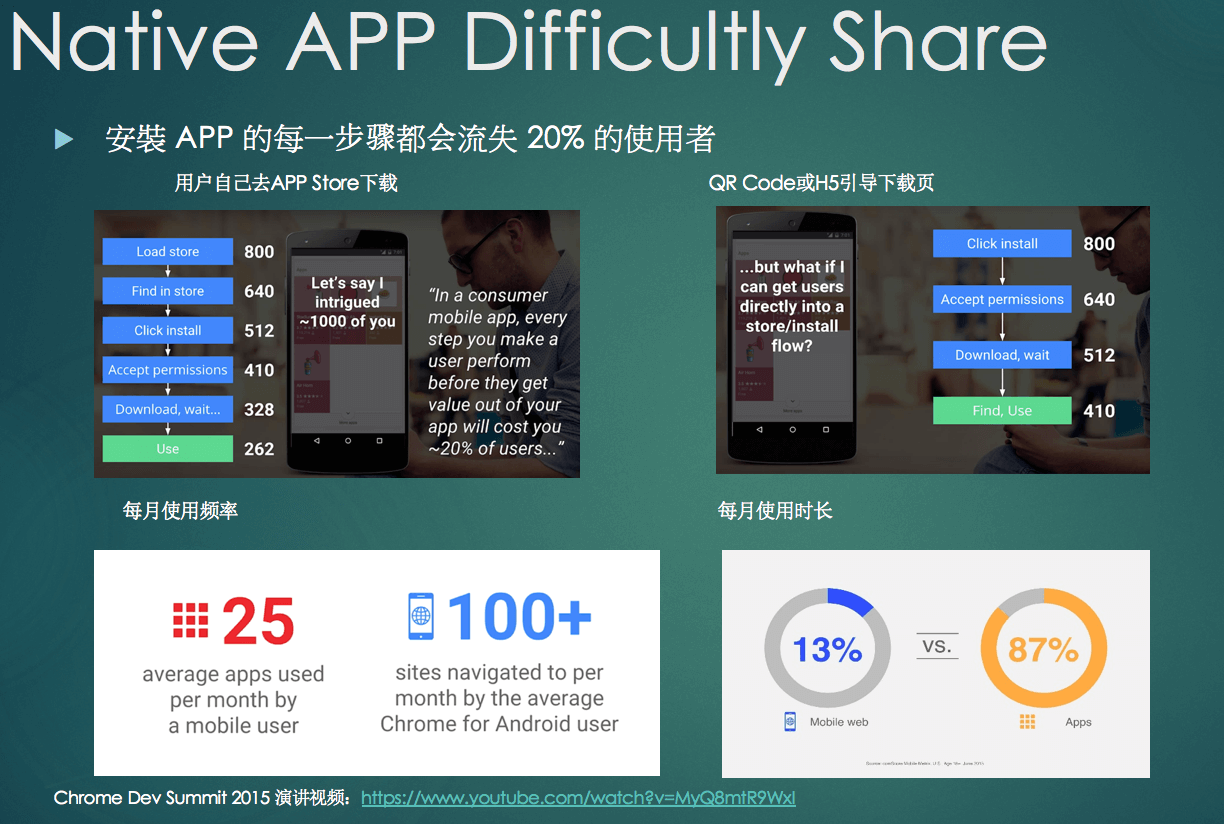 Native APP Difficultly Share
安裝 APP 的每一步骤都会流失 20% 的使用者
用户自己去APP Store下载
Load store 800
Find in store 640
Click install 512
Accept permissions 410
Download, wait... 328
Use 262
Let's say I
intrigued
~1000 of you
“In a consumer
mobile app, every
step you make a
user perform
before they get
value out of your
app will cost you
~20% of users...”
QR Code或H5引导下载页
...but what if I
can get users
directly into a
store/install
flow?
Click install 800
Accept permissions 640
Download, wait 512
Find, Use 410
每月使用频率
25
average apps used
per month by
a mobile user
100+
sites navigated to per
month by the average
Chrome for Android user
每月使用时长
13%
Mobile web
VS.
87%
Apps
Chrome Dev Summit 2015 演讲视频： https://www.youtube.com/watch?v=MyQ8mtR9WxI